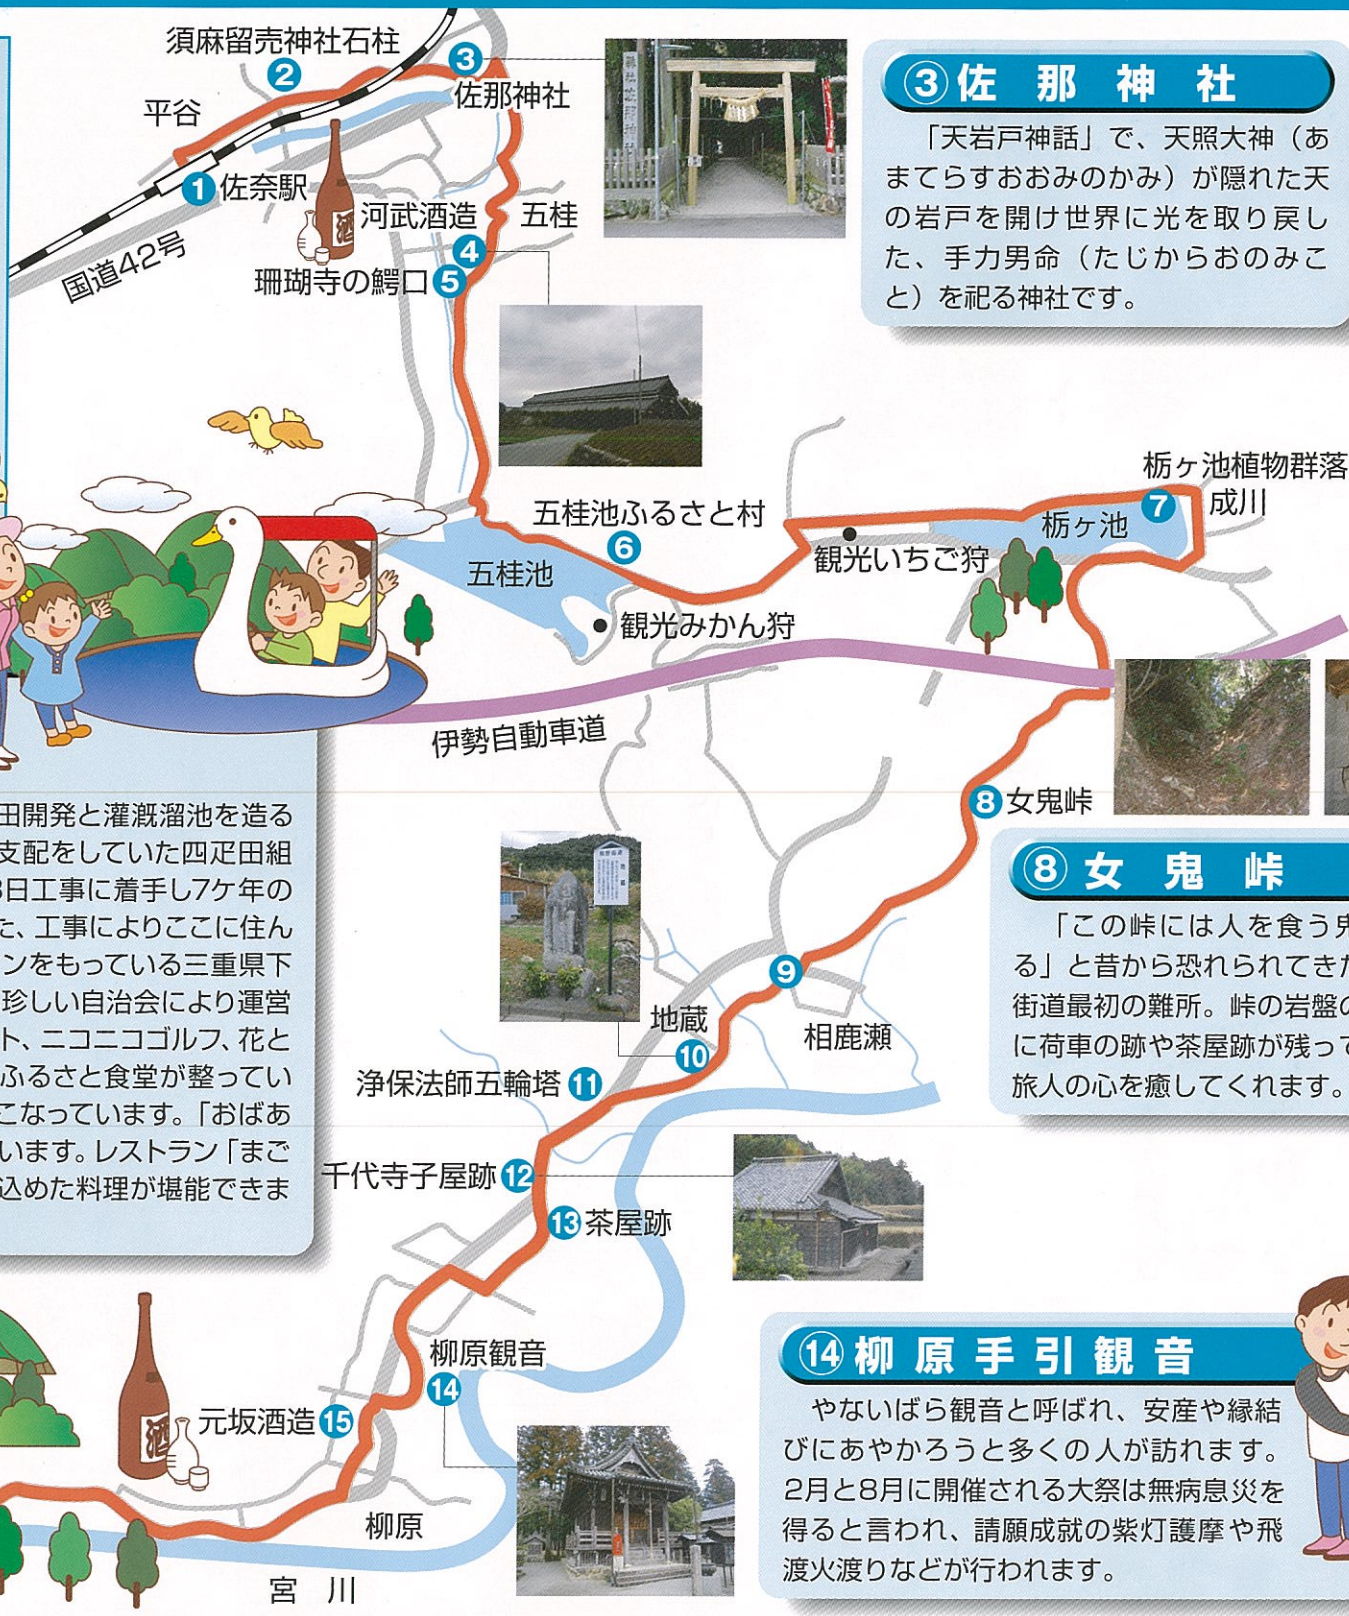 須麻留売神社石柱
2
3
佐那神社
平谷
1 佐奈駅
国道42号
酒
河武酒造
4
五桂
珊瑚寺の鰐口 5
③佐那神社
「天岩戸神話」で、天照大神(あ
まてらすおおみのかみ)が隠れた天
の岩戸を開け世界に光を取り戻し
た、手力男命(たじからおのみこ
と)を祀る神社です。
五桂池ふるさと村
6
五桂池
観光みかん狩
観光いちご狩
栃ヶ池
栃ヶ池植物群落
7
成川
伊勢自動車道
8 女鬼峠
田開発と灌漑溜池を造る
支配をしていた四疋田組
3日工事に着手し7ケ年の
た、工事によりここに住ん
ンをもっている三重県下
珍しい自治会により運営
ト、ニコニコゴルフ、花と
ふるさと食堂が整ってい
こなっています。「おばあ
います。レストラン「まご
込めた料理が堪能できま
⑧女鬼峠
「この峠には人を食う鬼
る」と昔から恐れられてきた
街道最初の難所。峠の岩盤の
に荷車の跡や茶屋跡が残って
旅人の心を癒してくれます。
9
相鹿瀬
地蔵
10
浄保法師五輪塔 11
千代寺子屋跡 12
13 茶屋跡
柳原観音
14
元坂酒造 15
酒
柳原
宮川
⑭柳原手引観音
やないばら観音と呼ばれ、安産や縁結
びにあやかろうと多くの人が訪れます。
2月と8月に開催される大祭は無病息災を
得ると言われ、請願成就の紫灯護摩や飛
渡火渡りなどが行われます。